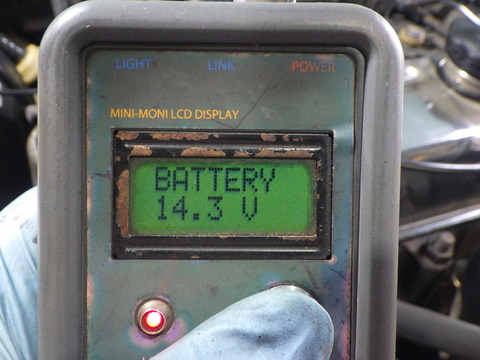 LIGHT LINK POWER
MINI-MONI LCD DISPLAY
BATTERY
14.3 V